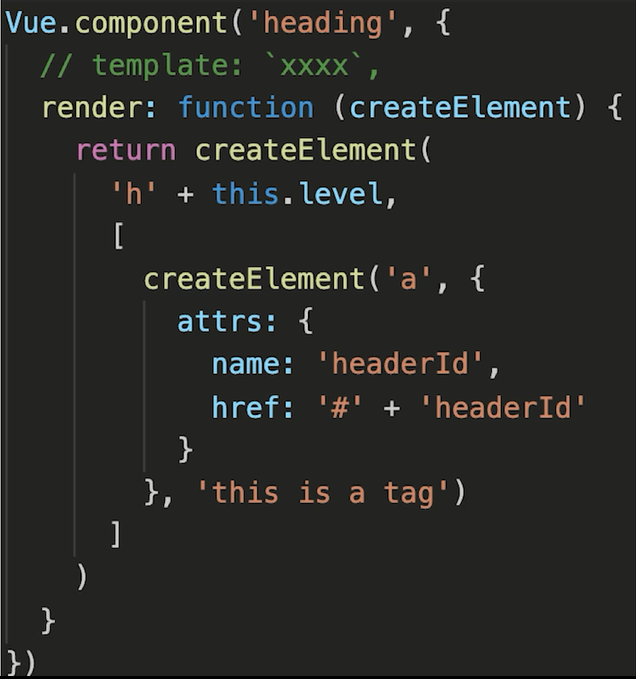 Vue.component('heading', {
  // template: `xxxx`,
  render: function (createElement) {
    return createElement(
      'h' + this.level,
      [
        createElement('a', {
          attrs: {
            name: 'headerId',
            href: '#' + 'headerId'
          }
        }, 'this is a tag')
      ]
    )
  }
})